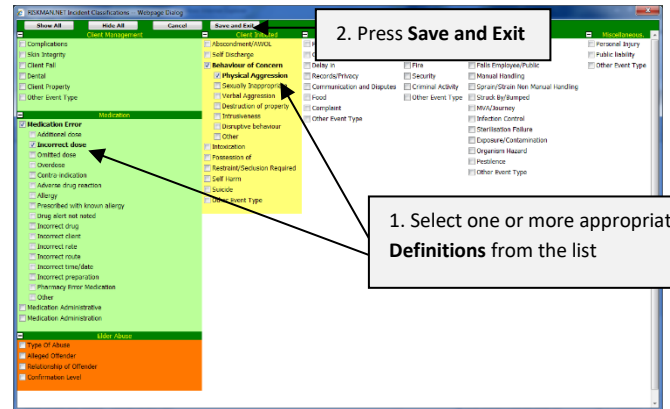 RISKMAN.NET Incident Classifications -- Webpage Dialog
Show All Hide All Cancel Save and Exit
2. Press Save and Exit
Client Management
Complications
Skin Integrity
Client Fall
Dental
Client Property
Other Event Type
Medication
Medication Error
Additional dose
Incorrect dose
Omitted dose
Overdose
Contra indication
Adverse drug reaction
Allergy
Prescribed with known allergy
Drug alert not noted
Incorrect drug
Incorrect client
Incorrect rate
Incorrect route
Incorrect time/date
Incorrect preparation
Pharmacy Error Medication
Other
Medication Administrative
Medication Administration
Elder Abuse
Type Of Abuse
Alleged Offender
Relationship of Offender
Confirmation Level
Client Initiated
Abscondment/AWOL
Self Discharge
Behaviour of Concern
Physical Aggression
Sexually Inappropriate
Verbal Aggression
Destruction of property
Intrusiveness
Disruptive behaviour
Other
Intoxication
Possession of
Restraint/Seclusion Required
Self Harm
Suicide
Other Event Type
Delay in
Records/Privacy
Communication and Disputes
Food
Complaint
Other Event Type
Fire
Security
Criminal Activity
Other Event Type
Falls Employee/Public
Manual Handling
Sprain/Strain Non Manual Handling
Struck By/Bumped
MVA/Journey
Infection Control
Sterilisation Failure
Exposure/Contamination
Organism Hazard
Pestilence
Other Event Type
Miscellaneous.
Personal Injury
Public liability
Other Event Type
1. Select one or more appropriat
Definitions from the list